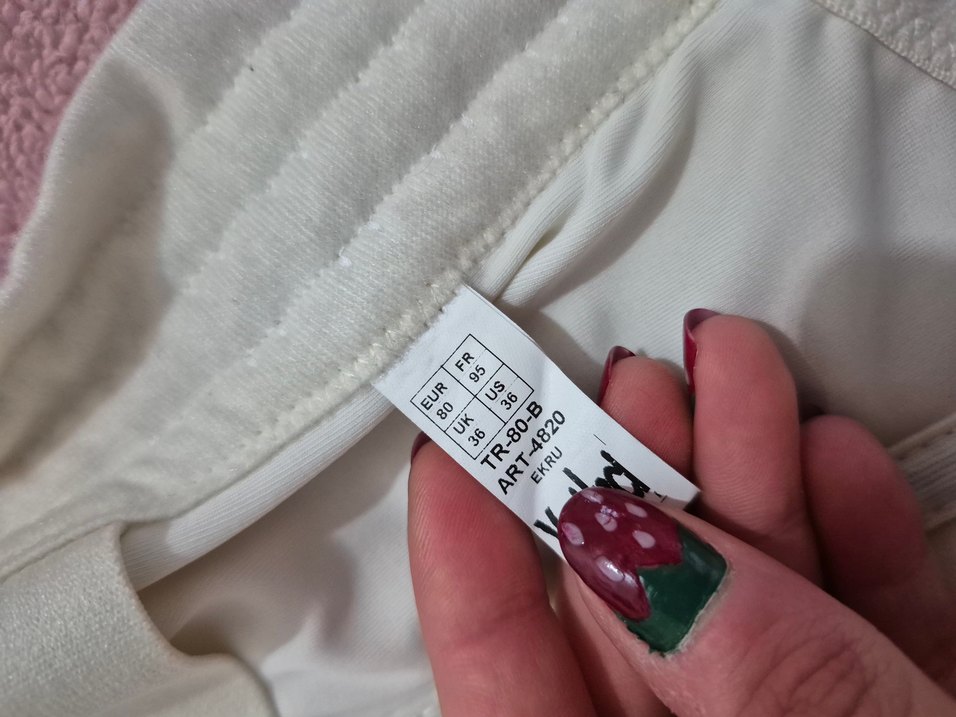 EUR 80 FR 95
UK 36 US 36
TR-80-B
ART-4820
EKRU